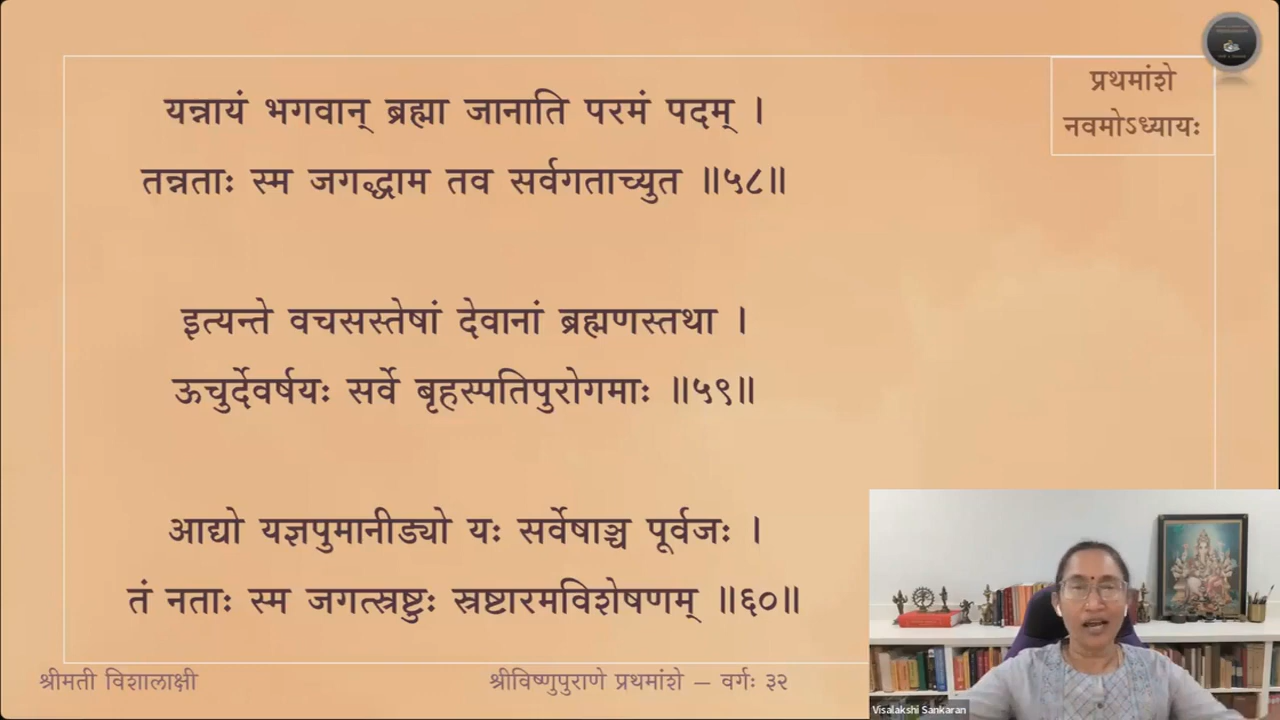 प्रथमांशे
नवमोऽध्यायः
यन्नायं भगवान् ब्रह्मा जानाति परमं पदम् ।
तन्नताः स्म जगद्धाम तव सर्वगताच्युत ॥५८॥
इत्यन्ते वचसस्तेषां देवानां ब्रह्मणस्तथा ।
ऊचुर्देवर्षयः सर्वे बृहस्पतिपुरोगमाः ॥५९॥
आद्यो यज्ञपुमानीड्यो यः सर्वेषाञ्च पूर्वजः ।
तं नताः स्म जगत्स्रष्टुः स्रष्टारमविशेषणम् ॥६०॥
श्रीमती विशालाक्षी
श्रीविष्णुपुराणे प्रथमांशे – वर्गः ३२
Visalakshi Sankaran